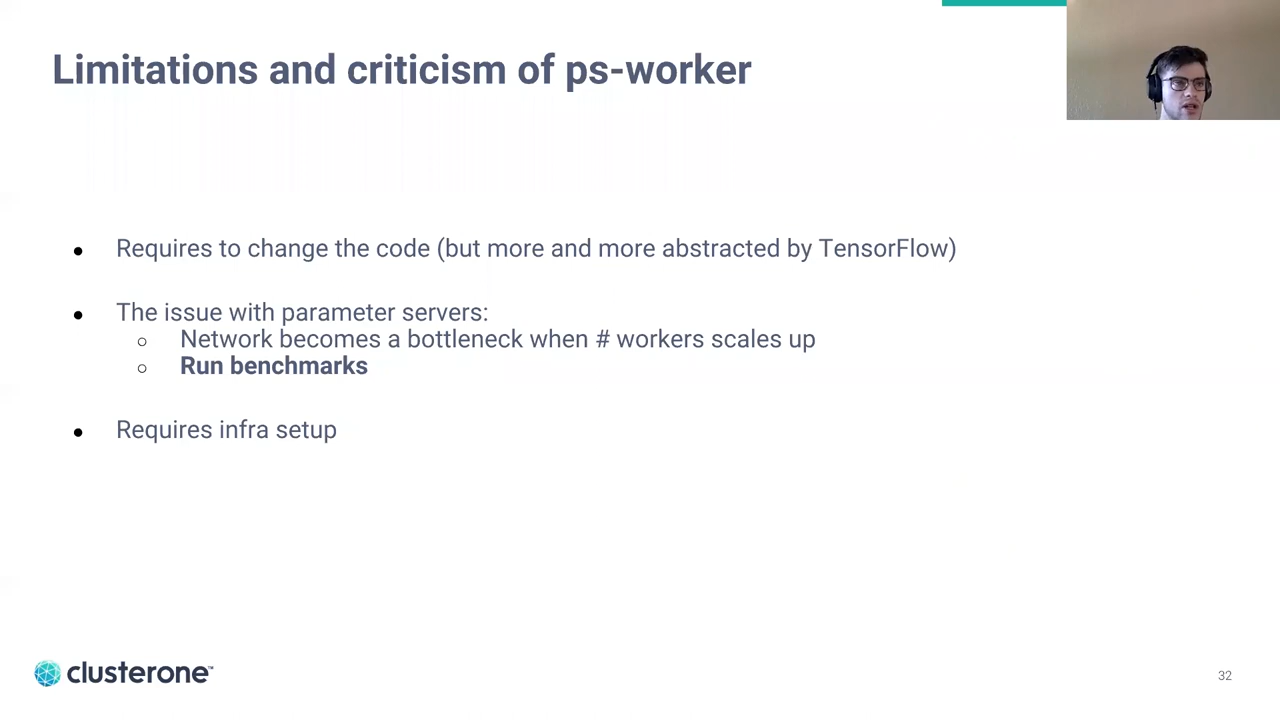 Limitations and criticism of ps-worker
● Requires to change the code (but more and more abstracted by TensorFlow)
● The issue with parameter servers:
○ Network becomes a bottleneck when # workers scales up
○ Run benchmarks
● Requires infra setup
clusterone™
32